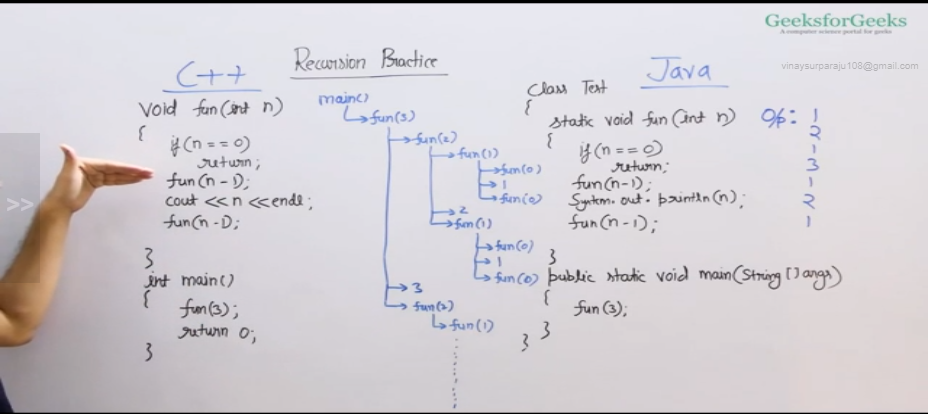 GeeksforGeeks
A computer science portal for geeks
vinaysurparaju108@gmail.com
Recursion Practice
C++
void fun(int n)
{
if(n==0)
return;
fun(n-1);
cout <<n <<endl;
fun(n-1);
}
int main()
{
fun(3);
return 0;
}
>>
main()
fun(3)
fun(2)
fun(1)
fun(0)
1
fun(0)
2
fun(1)
fun(0)
1
fun(0)
3
fun(2)
fun(1)
Java
Class Test
{
static void fun(int n)
{
if(n==0)
return;
fun(n-1);
System.out.println(n);
fun(n-1);
}
public static void main(String []args)
{
fun(3);
}
}
O/p: 1
2
1
3
1
2
1